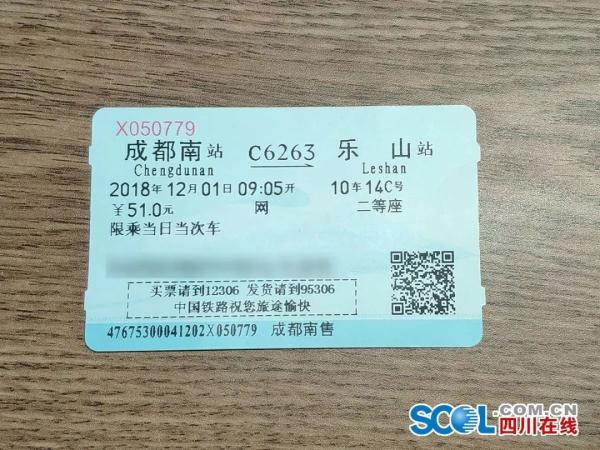 X050779
成都南站 C6263 乐山站
Chengdunan Leshan
2018年12月01日09:05开 10车14C号
￥51.0元 网 二等座
限乘当日当次车
买票请到12306 发货请到95306
中国铁路祝您旅途愉快
47675300041202X050779 成都南售
SCOL.COM.CN
四川在线